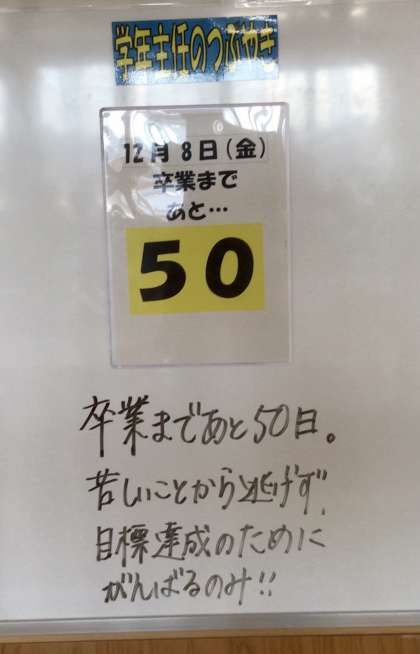 学年主任のつぶやき
12月8日(金)
卒業まで
あと…
50
卒業まであと50日。
苦しいことから逃げず、
目標達成のために
がんばるのみ!!